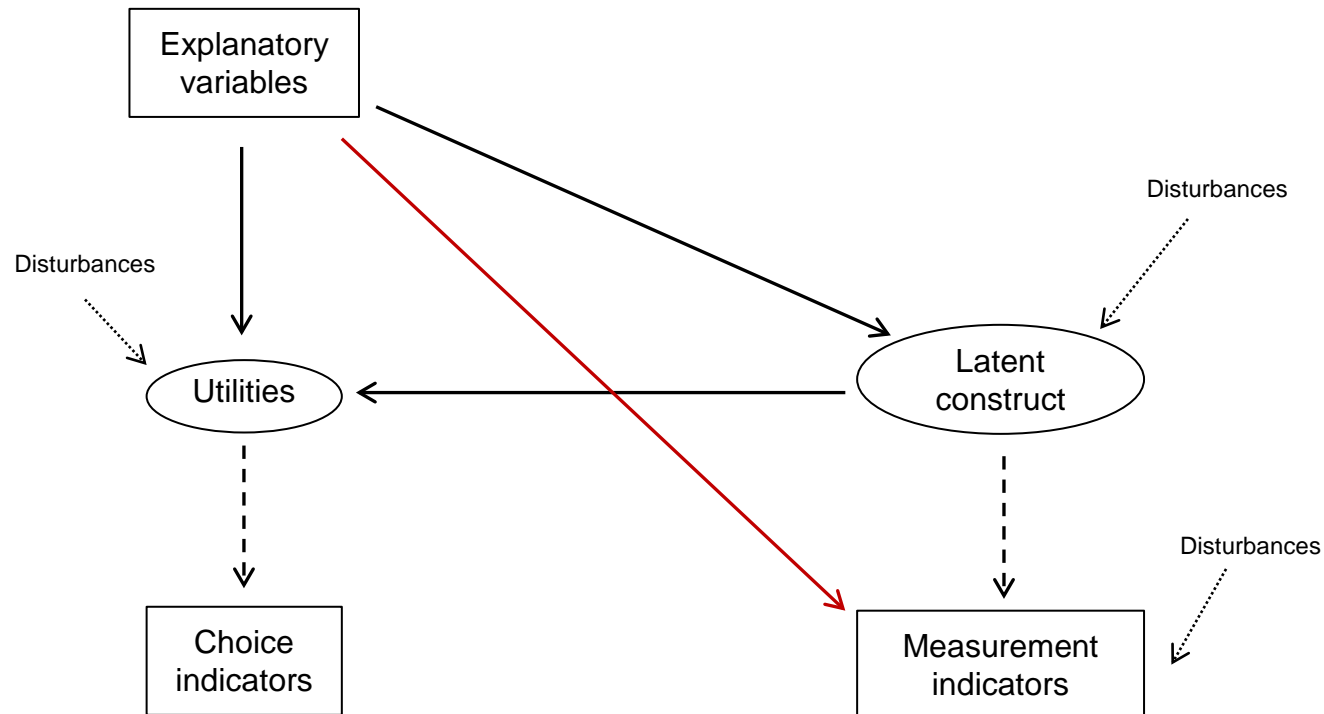 Explanatory
variables
Disturbances
Disturbances
Utilities
Latent
construct
Disturbances
Choice
indicators
Measurement
indicators